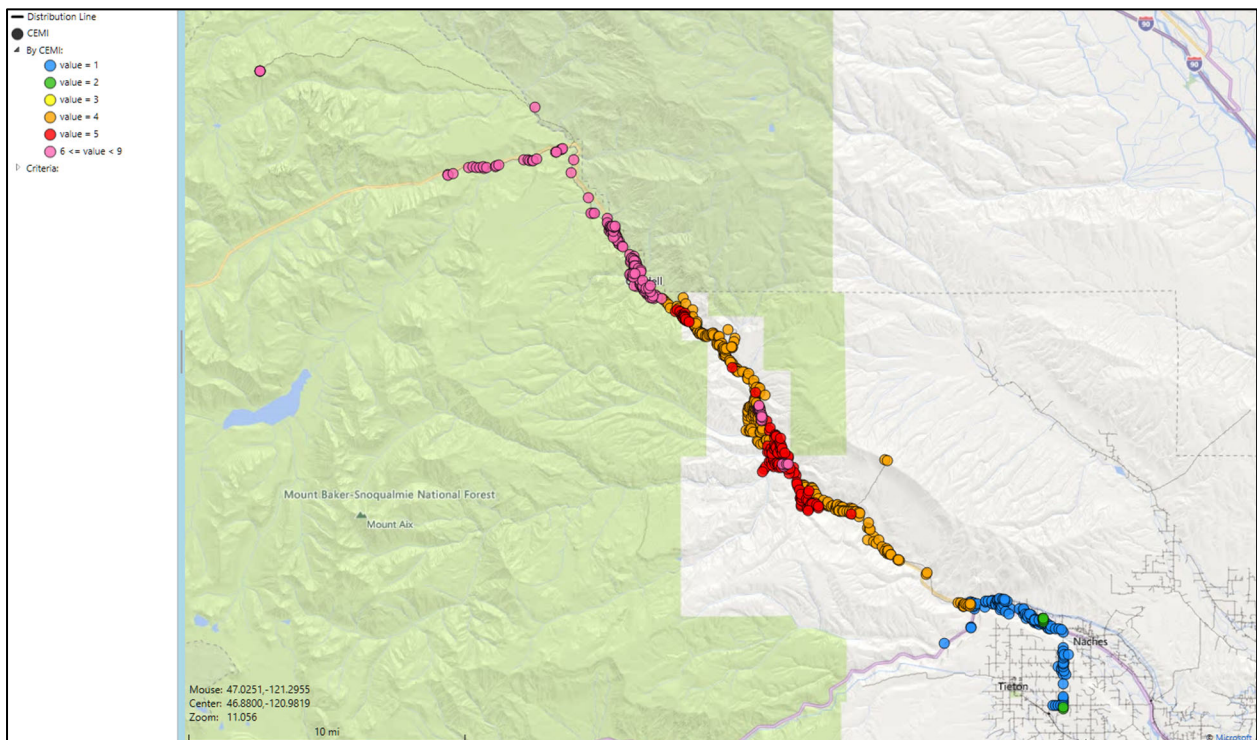 Distribution Line
CEMI
By CEMI:
value = 1
value = 2
value = 3
value = 4
value = 5
6 <= value < 9
Criteria:
90
90
Mount Baker-Snoqualmie National Forest
Mount Aix
Naches
Tieton
Mouse: 47.0251,-121.2955
Center: 46.8800,-120.9819
Zoom: 11.056
10 mi
© Microsoft